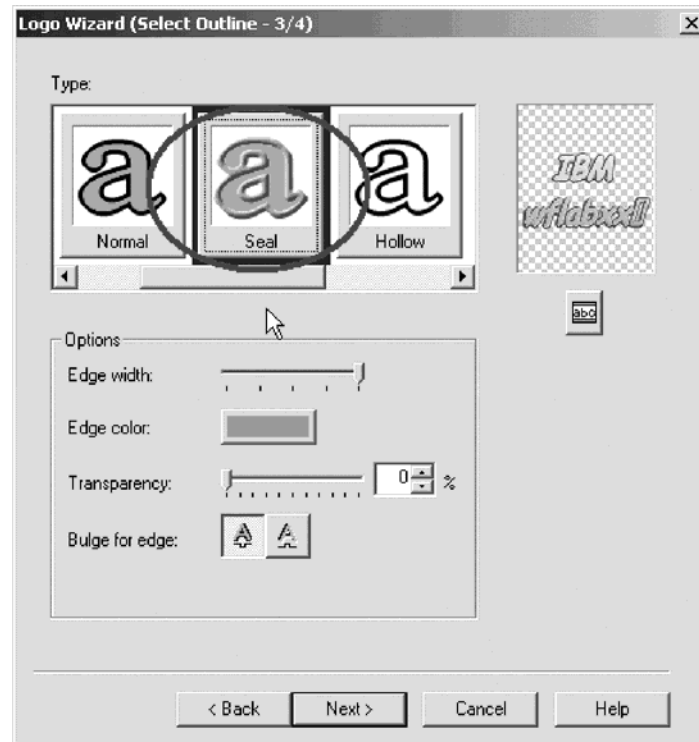 Logo Wizard (Select Outline - 3/4)
Type:
a a a
Normal Seal Hollow
IBM
abc
Options
Edge width:
Edge color:
Transparency: 0 %
Bulge for edge: A A
< Back Next > Cancel Help